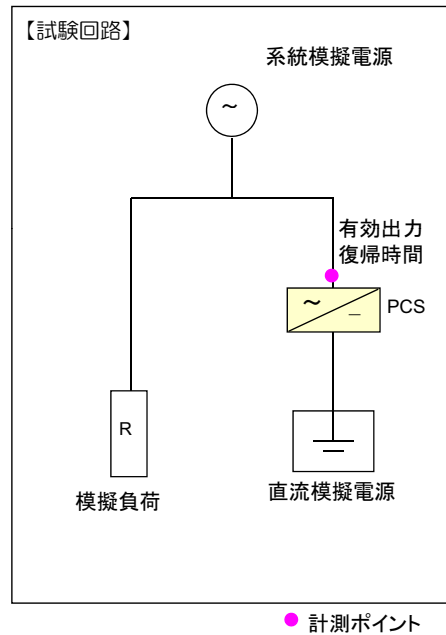 【試験回路】
系統模擬電源
~
有効出力
復帰時間
~
–
PCS
R
模擬負荷
直流模擬電源
計測ポイント